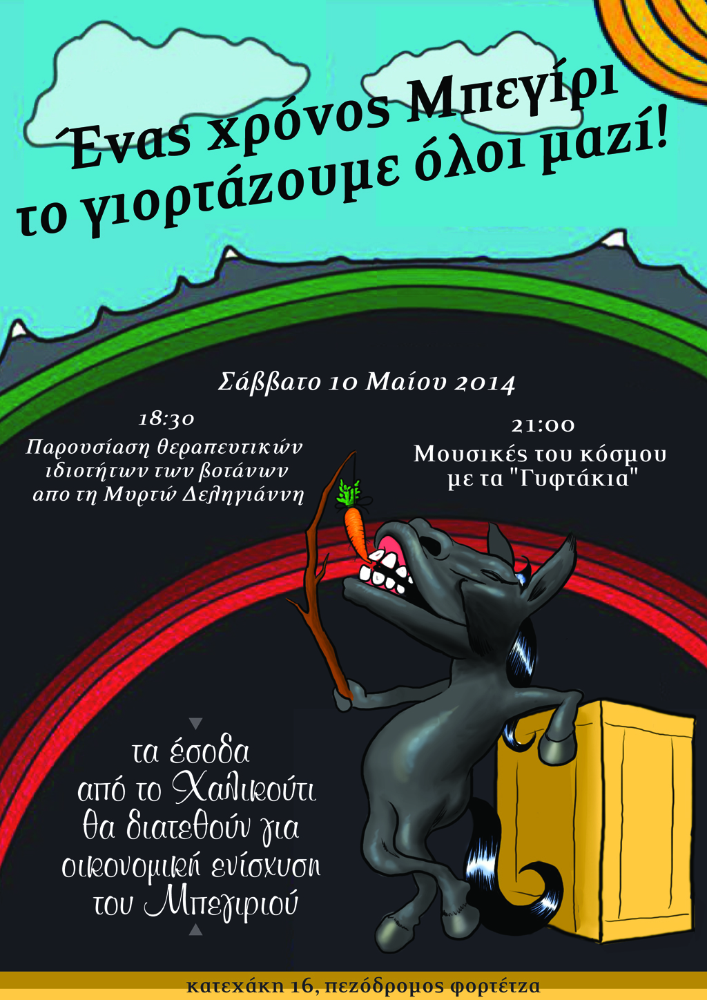 Ένας χρόνος Μπεγίρι
το γιορτάζουμε όλοι μαζί!
Σάββατο 10 Μαίου 2014
18:30
Παρουσίαση θεραπευτικών
ιδιοτήτων των βοτάνων
απο τη Μυρτώ Δεληγιάννη
21:00
Μουσικές του κόσμου
με τα "Γυφτάκια"
τα έσοδα
από το Χαλικούτι
θα διατεθούν για
οικονομική ενίσχυση
του Μπεγιριού
κατεχάκη 16, πεζόδρομος φορτέτζα